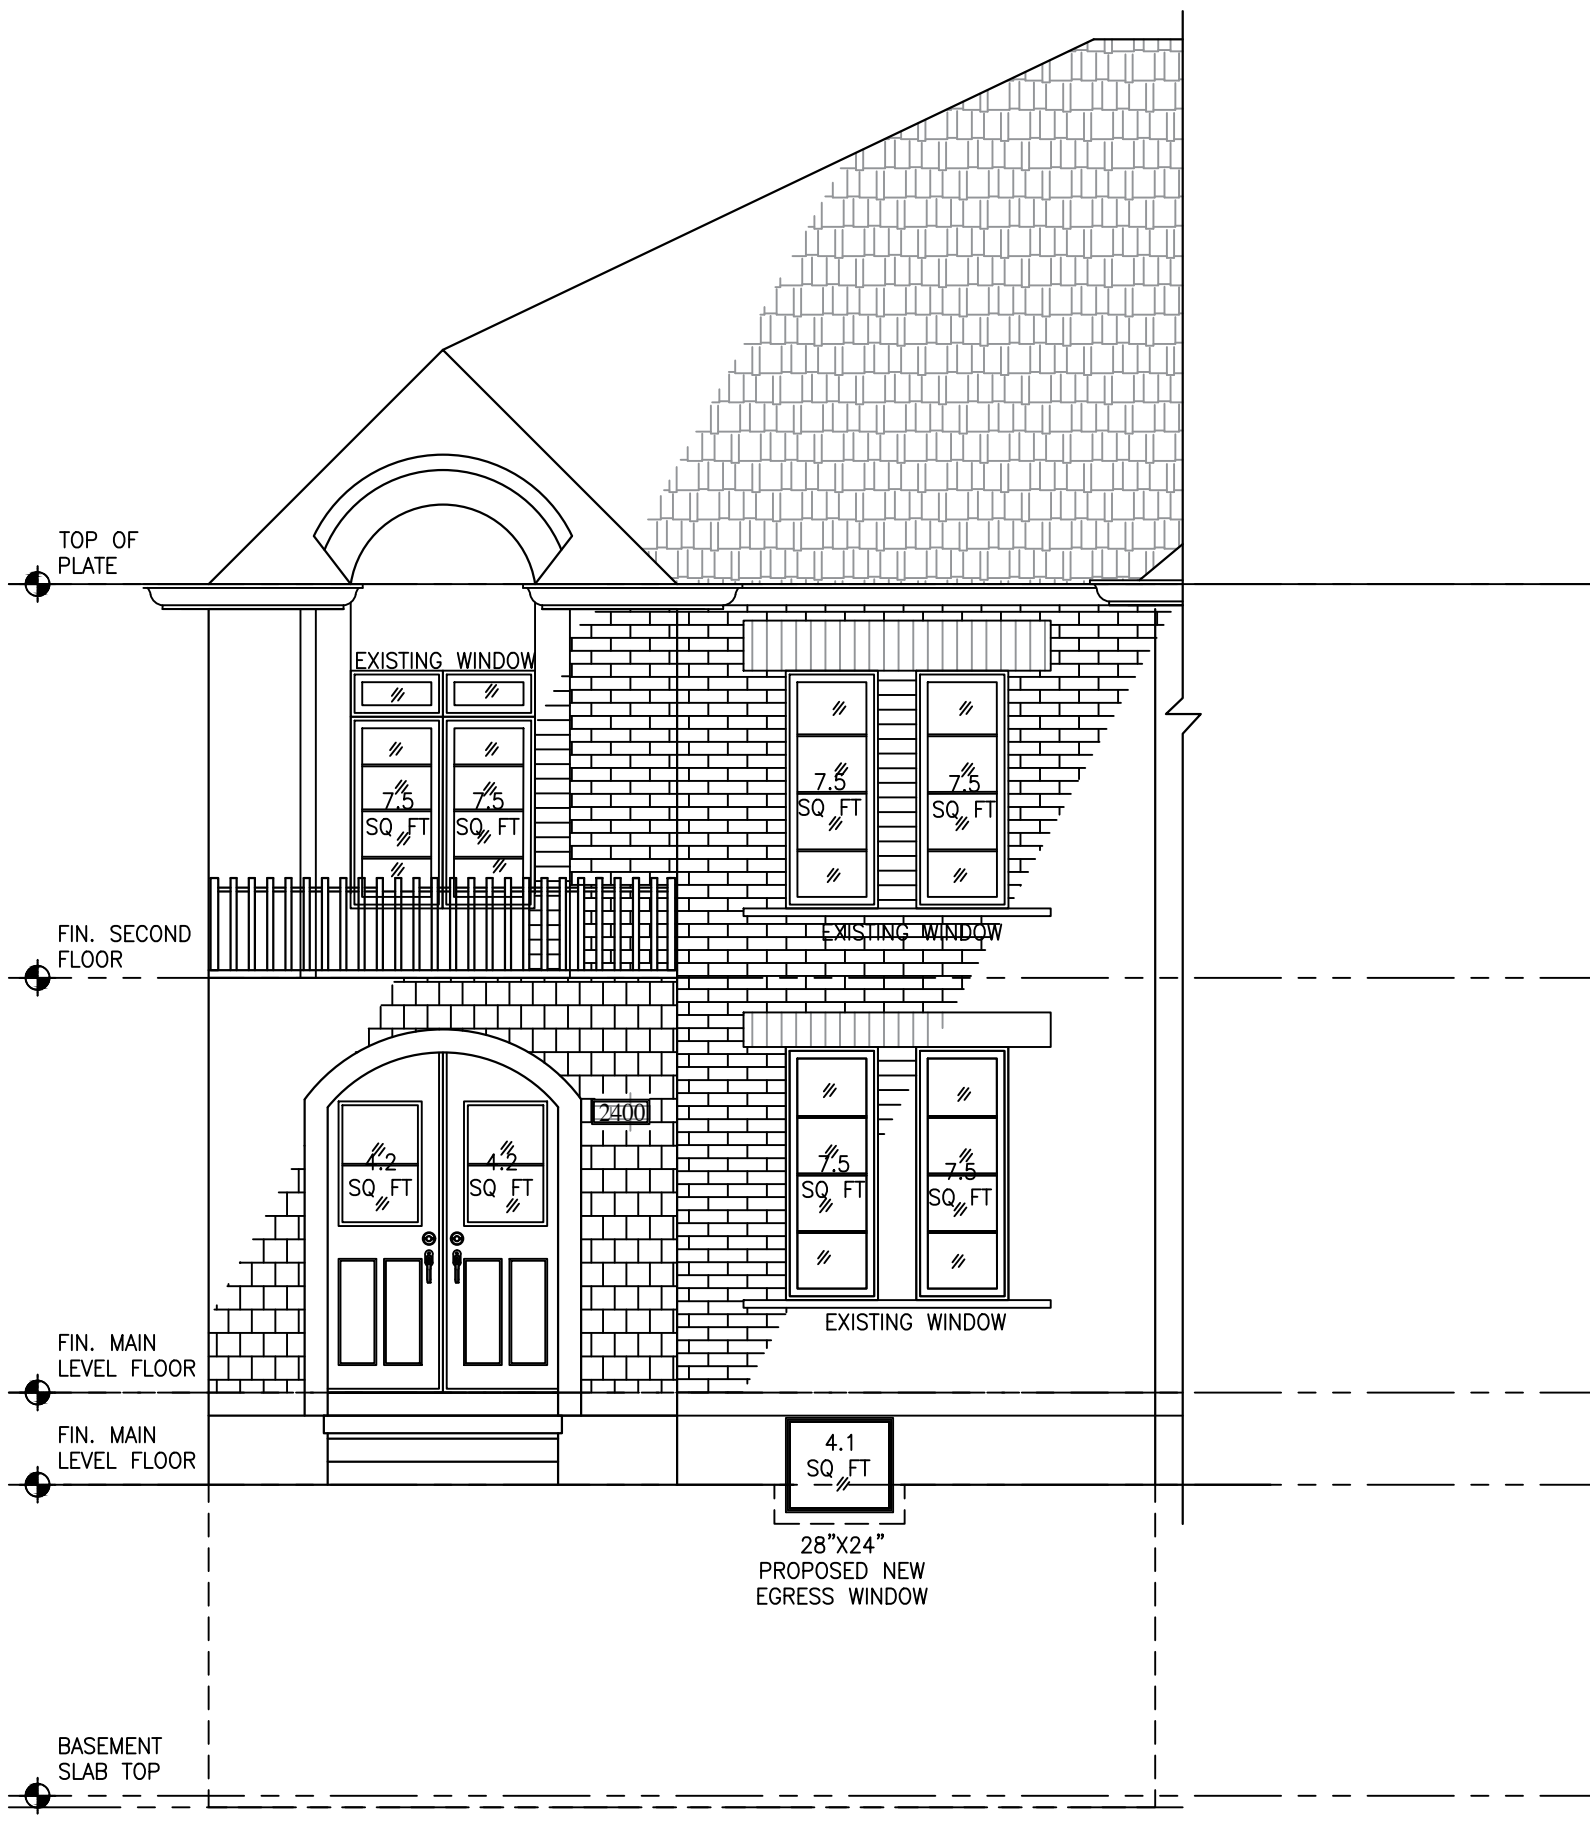 TOP OF
PLATE
EXISTING WINDOW
7.5
SQ FT
7.5
SQ FT
7.5
SQ FT
7.5
SQ FT
FIN. SECOND
FLOOR
EXISTING WINDOW
2400
4.2
SQ FT
4.2
SQ FT
7.5
SQ FT
7.5
SQ FT
EXISTING WINDOW
FIN. MAIN
LEVEL FLOOR
FIN. MAIN
LEVEL FLOOR
4.1
SQ FT
28"X24"
PROPOSED NEW
EGRESS WINDOW
BASEMENT
SLAB TOP